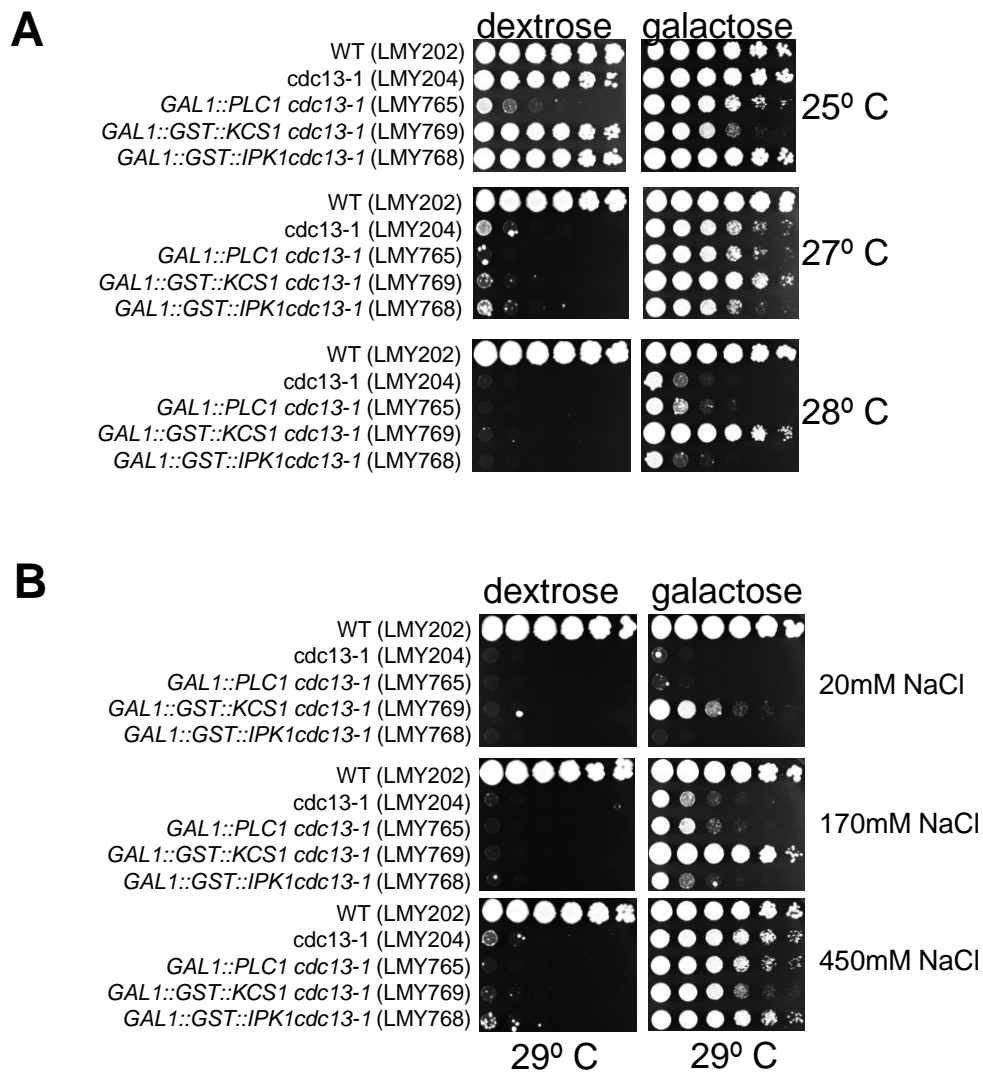 A
dextrose galactose
WT (LMY202)
cdc13-1 (LMY204)
GAL1::PLC1 cdc13-1 (LMY765)
GAL1::GST::KCS1 cdc13-1 (LMY769)
GAL1::GST::IPK1cdc13-1 (LMY768)
25⁰ C
WT (LMY202)
cdc13-1 (LMY204)
GAL1::PLC1 cdc13-1 (LMY765)
GAL1::GST::KCS1 cdc13-1 (LMY769)
GAL1::GST::IPK1cdc13-1 (LMY768)
27⁰ C
WT (LMY202)
cdc13-1 (LMY204)
GAL1::PLC1 cdc13-1 (LMY765)
GAL1::GST::KCS1 cdc13-1 (LMY769)
GAL1::GST::IPK1cdc13-1 (LMY768)
28⁰ C
B
dextrose galactose
WT (LMY202)
cdc13-1 (LMY204)
GAL1::PLC1 cdc13-1 (LMY765)
GAL1::GST::KCS1 cdc13-1 (LMY769)
GAL1::GST::IPK1cdc13-1 (LMY768)
20mM NaCl
WT (LMY202)
cdc13-1 (LMY204)
GAL1::PLC1 cdc13-1 (LMY765)
GAL1::GST::KCS1 cdc13-1 (LMY769)
GAL1::GST::IPK1cdc13-1 (LMY768)
170mM NaCl
WT (LMY202)
cdc13-1 (LMY204)
GAL1::PLC1 cdc13-1 (LMY765)
GAL1::GST::KCS1 cdc13-1 (LMY769)
GAL1::GST::IPK1cdc13-1 (LMY768)
450mM NaCl
29⁰ C 29⁰ C